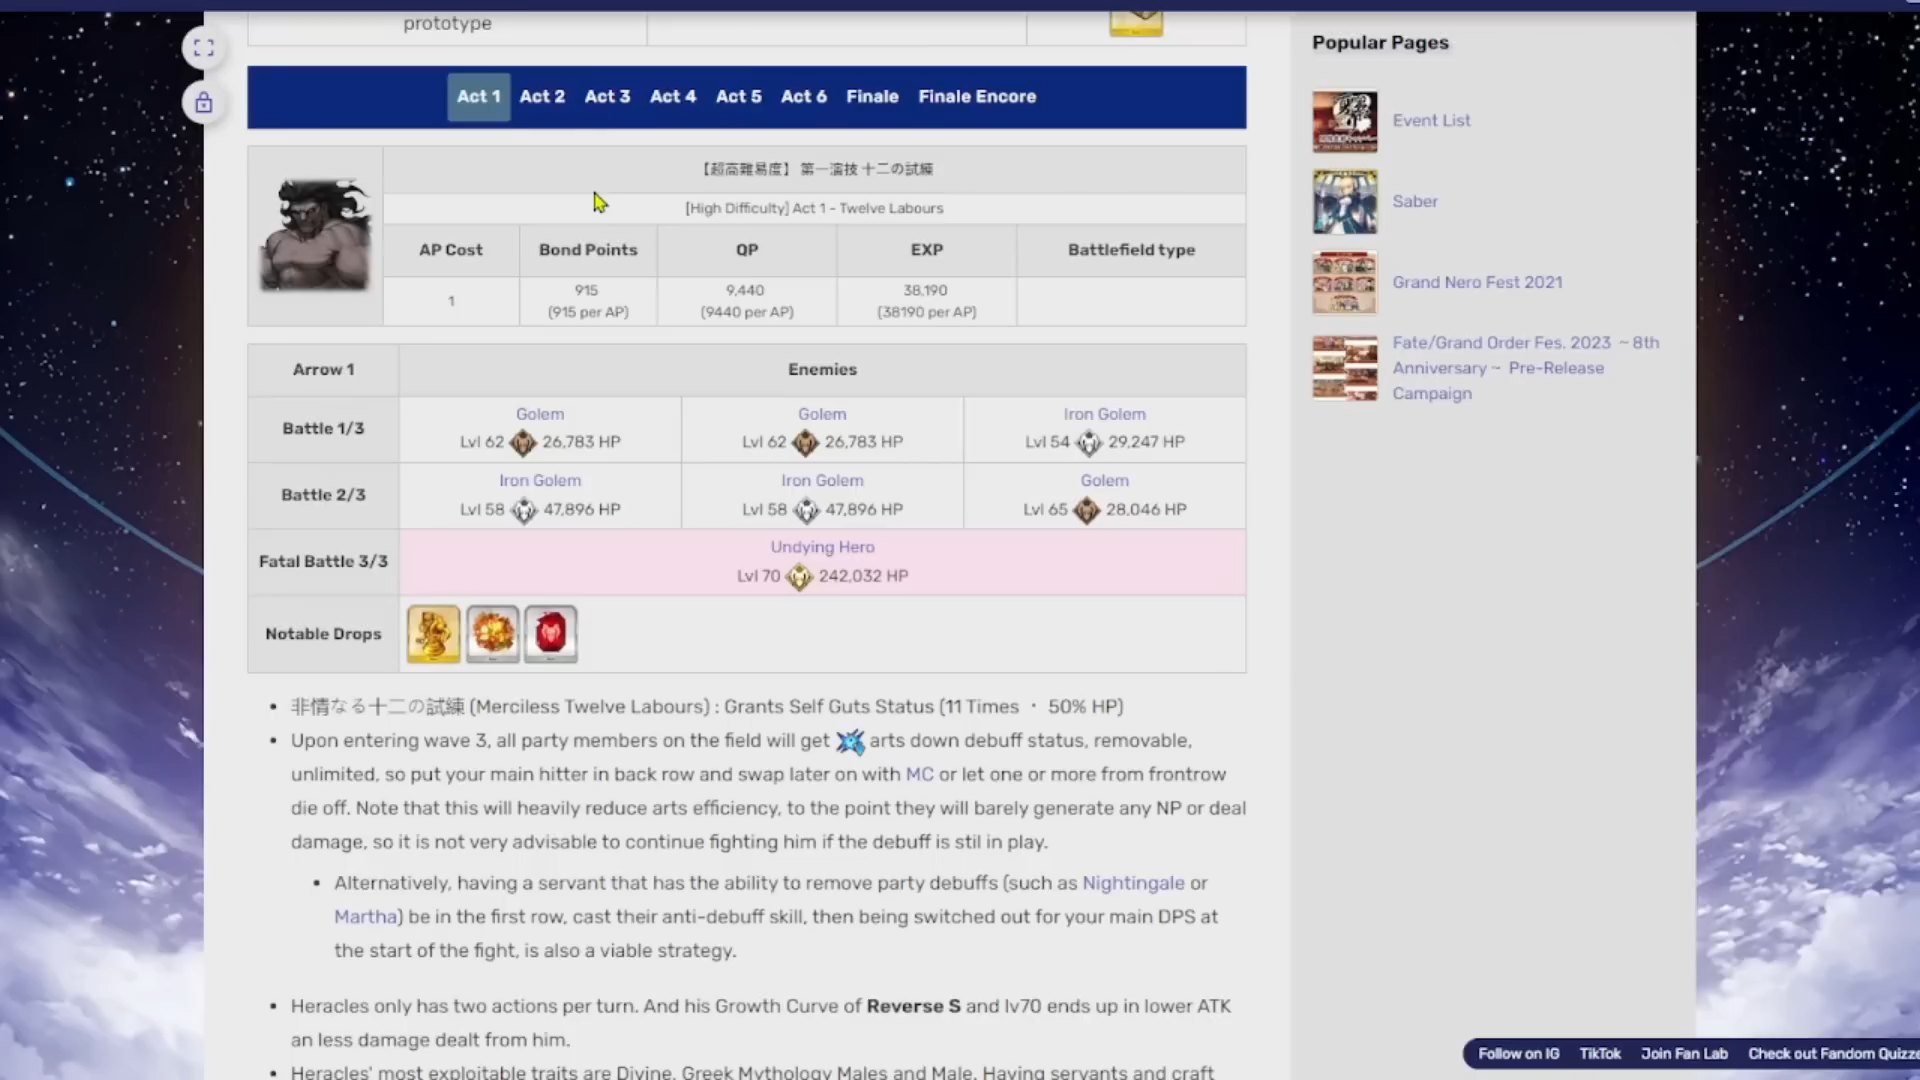 prototype
Act 1 Act 2 Act 3 Act 4 Act 5 Act 6 Finale Finale Encore
【超高難易度】 第一演技 十二の試練
[High Difficulty] Act 1 - Twelve Labours
AP Cost Bond Points QP EXP Battlefield type
1 915 9,440 38,190
(915 per AP) (9440 per AP) (38190 per AP)
Arrow 1 Enemies
Battle 1/3
Golem Golem Iron Golem
Lvl 62 26,783 HP Lvl 62 26,783 HP Lvl 54 29,247 HP
Battle 2/3
Iron Golem Iron Golem Golem
Lvl 58 47,896 HP Lvl 58 47,896 HP Lvl 65 28,046 HP
Fatal Battle 3/3
Undying Hero
Lvl 70 242,032 HP
Notable Drops
• 非情なる十二の試練 (Merciless Twelve Labours) : Grants Self Guts Status (11 Times ・ 50% HP)
• Upon entering wave 3, all party members on the field will get arts down debuff status, removable,
unlimited, so put your main hitter in back row and swap later on with MC or let one or more from frontrow
die off. Note that this will heavily reduce arts efficiency, to the point they will barely generate any NP or deal
damage, so it is not very advisable to continue fighting him if the debuff is stil in play.
• Alternatively, having a servant that has the ability to remove party debuffs (such as Nightingale or
Martha) be in the first row, cast their anti-debuff skill, then being switched out for your main DPS at
the start of the fight, is also a viable strategy.
• Heracles only has two actions per turn. And his Growth Curve of Reverse S and lv70 ends up in lower ATK
an less damage dealt from him.
• Heracles' most exploitable traits are Divine, Greek Mythology Males and Male. Having servants and craft
Popular Pages
Event List
Saber
Grand Nero Fest 2021
Fate/Grand Order Fes. 2023 ~8th
Anniversary~ Pre-Release
Campaign
Follow on IG TikTok Join Fan Lab Check out Fandom Quizze